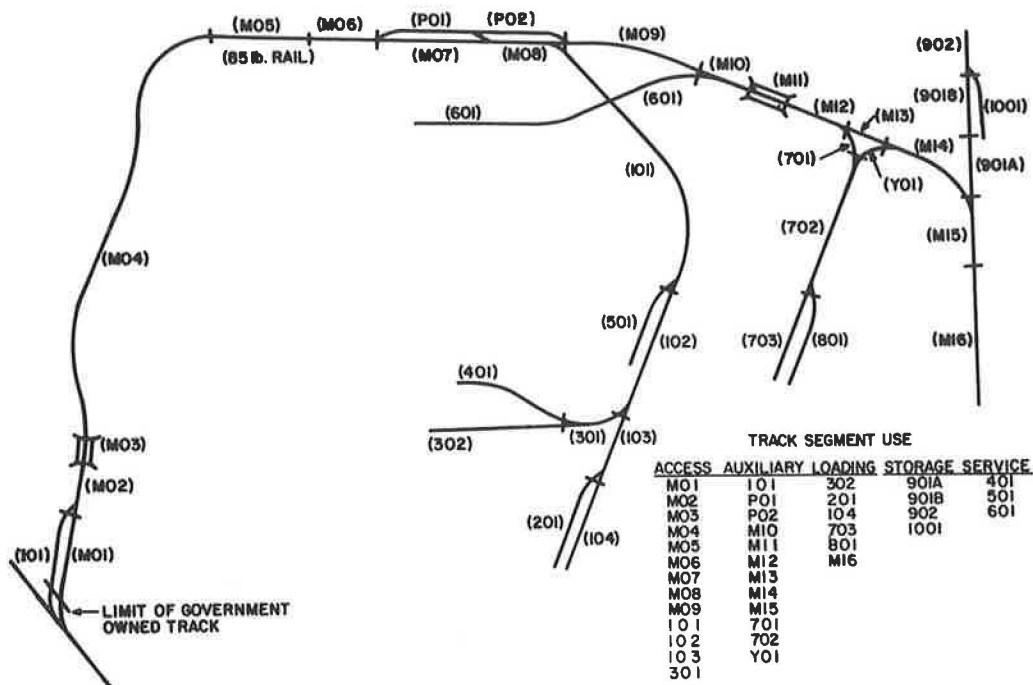 (M05)
(M06)
(P01)
(P02)
(85 lb. RAIL)
(M07)
(M08)
(M09)
(M10)
(M11)
(M12)
(M13)
(M14)
(902)
(901B)
(1001)
(901A)
(601)
(601)
(101)
(701)
(Y01)
(702)
(M15)
(M04)
(501)
(102)
(703)
(801)
(M16)
(401)
(302)
(301)
(103)
(M03)
(M02)
(201)
(104)
(101)
(M01)
LIMIT OF GOVERNMENT
OWNED TRACK
TRACK SEGMENT USE
ACCESS AUXILIARY LOADING STORAGE SERVICE
M01 101 302 901A 401
M02 P01 201 901B 501
M03 P02 104 902 601
M04 M10 703 1001
M05 M11 801
M06 M12 M16
M07 M13
M08 M14
M09 M15
101 701
102 702
103 Y01
301